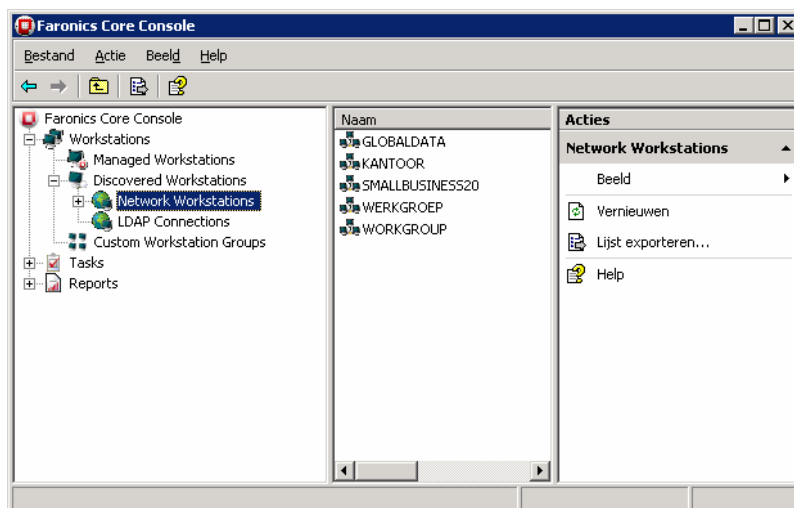 Faronics Core Console
Bestand Actie Beeld Help
Faronics Core Console
Workstations
Managed Workstations
Discovered Workstations
Network Workstations
LDAP Connections
Custom Workstation Groups
Tasks
Reports
Naam
GLOBALDATA
KANTOOR
SMALLBUSINESS20
WERKGROEP
WORKGROUP
Acties
Network Workstations
Beeld
Vernieuwen
Lijst exporteren...
Help